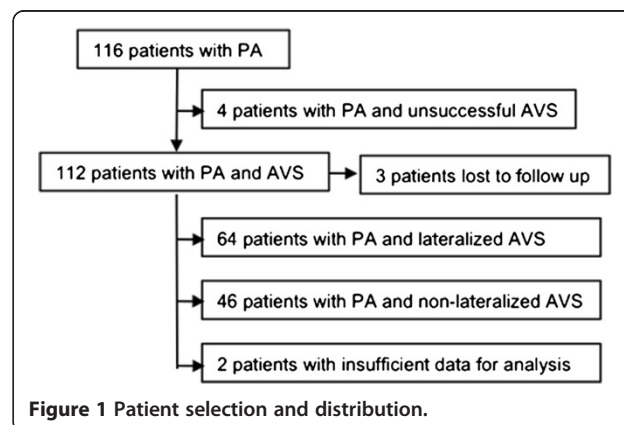 116 patients with PA
4 patients with PA and unsuccessful AVS
112 patients with PA and AVS
3 patients lost to follow up
64 patients with PA and lateralized AVS
46 patients with PA and non-lateralized AVS
2 patients with insufficient data for analysis
Figure 1 Patient selection and distribution.